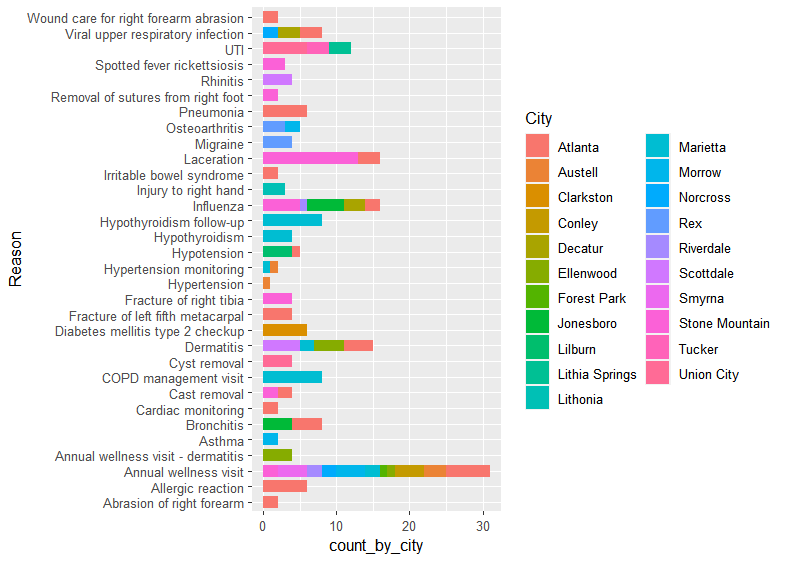 Wound care for right forearm abrasion
Viral upper respiratory infection
UTI
Spotted fever rickettsiosis
Rhinitis
Removal of sutures from right foot
Pneumonia
Osteoarthritis
Migraine
Laceration
Irritable bowel syndrome
Injury to right hand
Influenza
Hypothyroidism follow-up
Hypothyroidism
Hypotension
Hypertension monitoring
Hypertension
Fracture of right tibia
Fracture of left fifth metacarpal
Diabetes mellitis type 2 checkup
Dermatitis
Cyst removal
COPD management visit
Cast removal
Cardiac monitoring
Bronchitis
Asthma
Annual wellness visit - dermatitis
Annual wellness visit
Allergic reaction
Abrasion of right forearm
Reason
0 10 20 30
count_by_city
City
Atlanta
Austell
Clarkston
Conley
Decatur
Ellenwood
Forest Park
Jonesboro
Lilburn
Lithia Springs
Lithonia
Marietta
Morrow
Norcross
Rex
Riverdale
Scottdale
Smyrna
Stone Mountain
Tucker
Union City